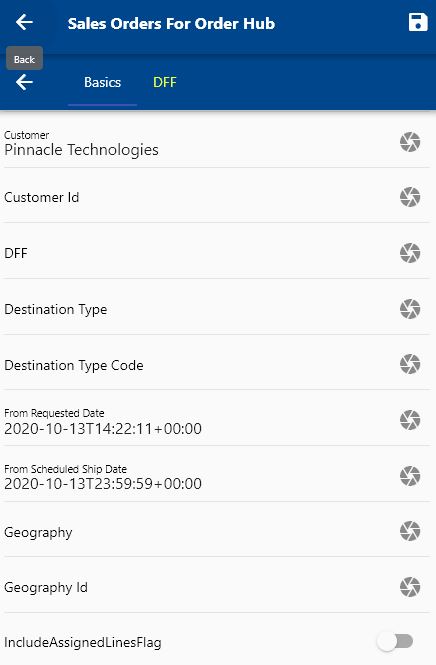 Sales Orders For Order Hub
Back
Basics DFF
Customer
Pinnacle Technologies
Customer Id
DFF
Destination Type
Destination Type Code
From Requested Date
2020-10-13T14:22:11+00:00
From Scheduled Ship Date
2020-10-13T23:59:59+00:00
Geography
Geography Id
IncludeAssignedLinesFlag